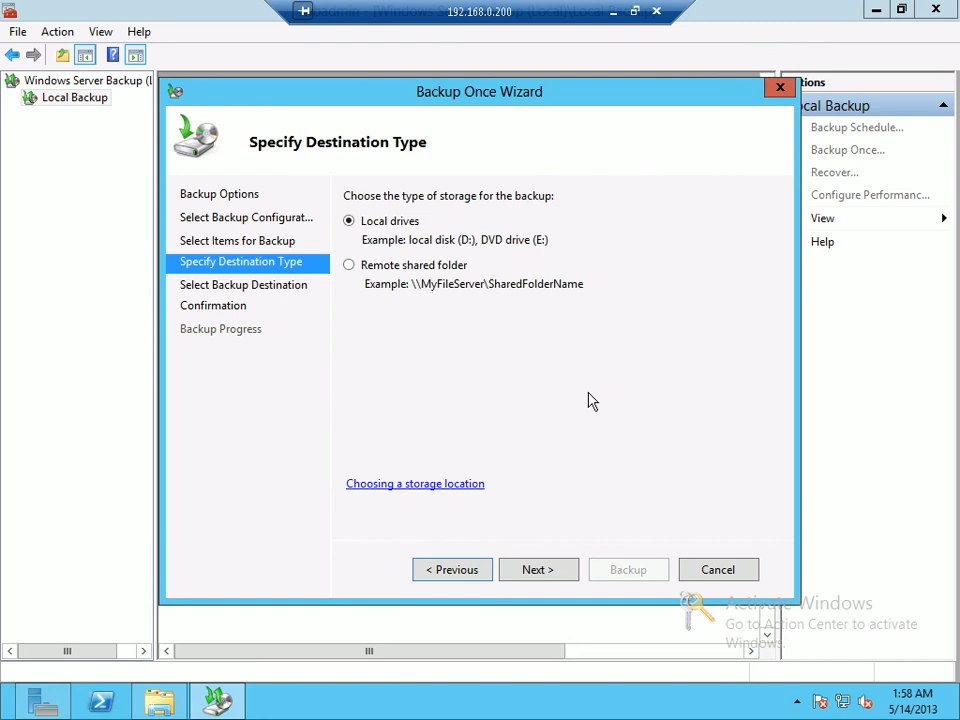 192.168.0.200
File Action View Help
Windows Server Backup (L
Local Backup
Backup Once Wizard
Specify Destination Type
Backup Options
Select Backup Configurat...
Select Items for Backup
Specify Destination Type
Select Backup Destination
Confirmation
Backup Progress
Choose the type of storage for the backup:
Local drives
Example: local disk (D:), DVD drive (E:)
Remote shared folder
Example: \\MyFileServer\SharedFolderName
Choosing a storage location
< Previous Next > Backup Cancel
tions
ocal Backup
Backup Schedule...
Backup Once...
Recover...
Configure Performanc...
View
Help
Activate Windows
Go to Action Center to activate
Windows.
1:58 AM
5/14/2013